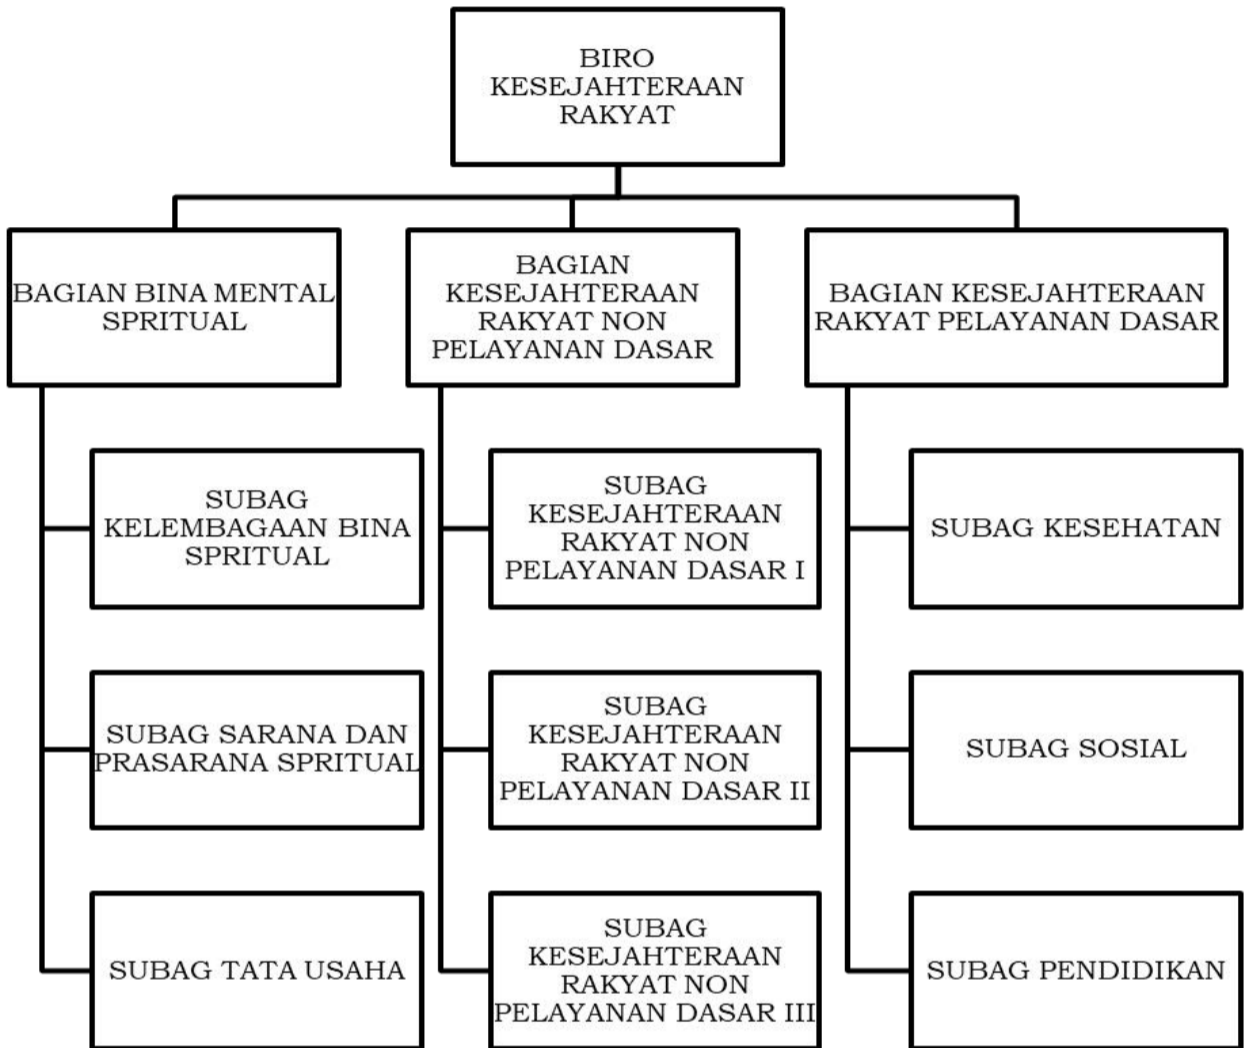 BIRO
KESEJAHTERAAN
RAKYAT
BAGIAN BINA MENTAL
SPRITUAL
BAGIAN
KESEJAHTERAAN
RAKYAT NON
PELAYANAN DASAR
BAGIAN KESEJAHTERAAN
RAKYAT PELAYANAN DASAR
SUBAG
KELEMBAGAAN BINA
SPRITUAL
SUBAG
KESEJAHTERAAN
RAKYAT NON
PELAYANAN DASAR I
SUBAG KESEHATAN
SUBAG SARANA DAN
PRASARANA SPRITUAL
SUBAG
KESEJAHTERAAN
RAKYAT NON
PELAYANAN DASAR II
SUBAG SOSIAL
SUBAG TATA USAHA
SUBAG
KESEJAHTERAAN
RAKYAT NON
PELAYANAN DASAR III
SUBAG PENDIDIKAN